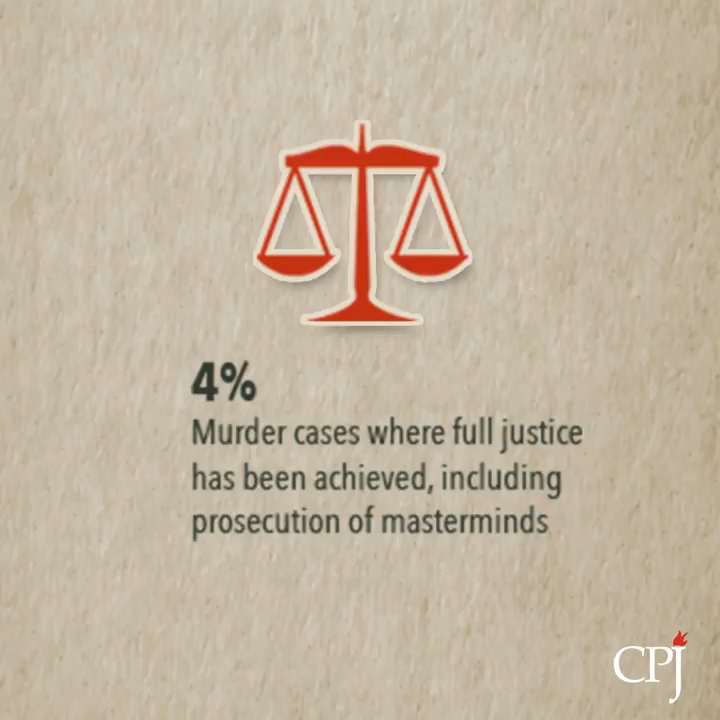 4%
Murder cases where full justice
has been achieved, including
prosecution of masterminds
CPJ